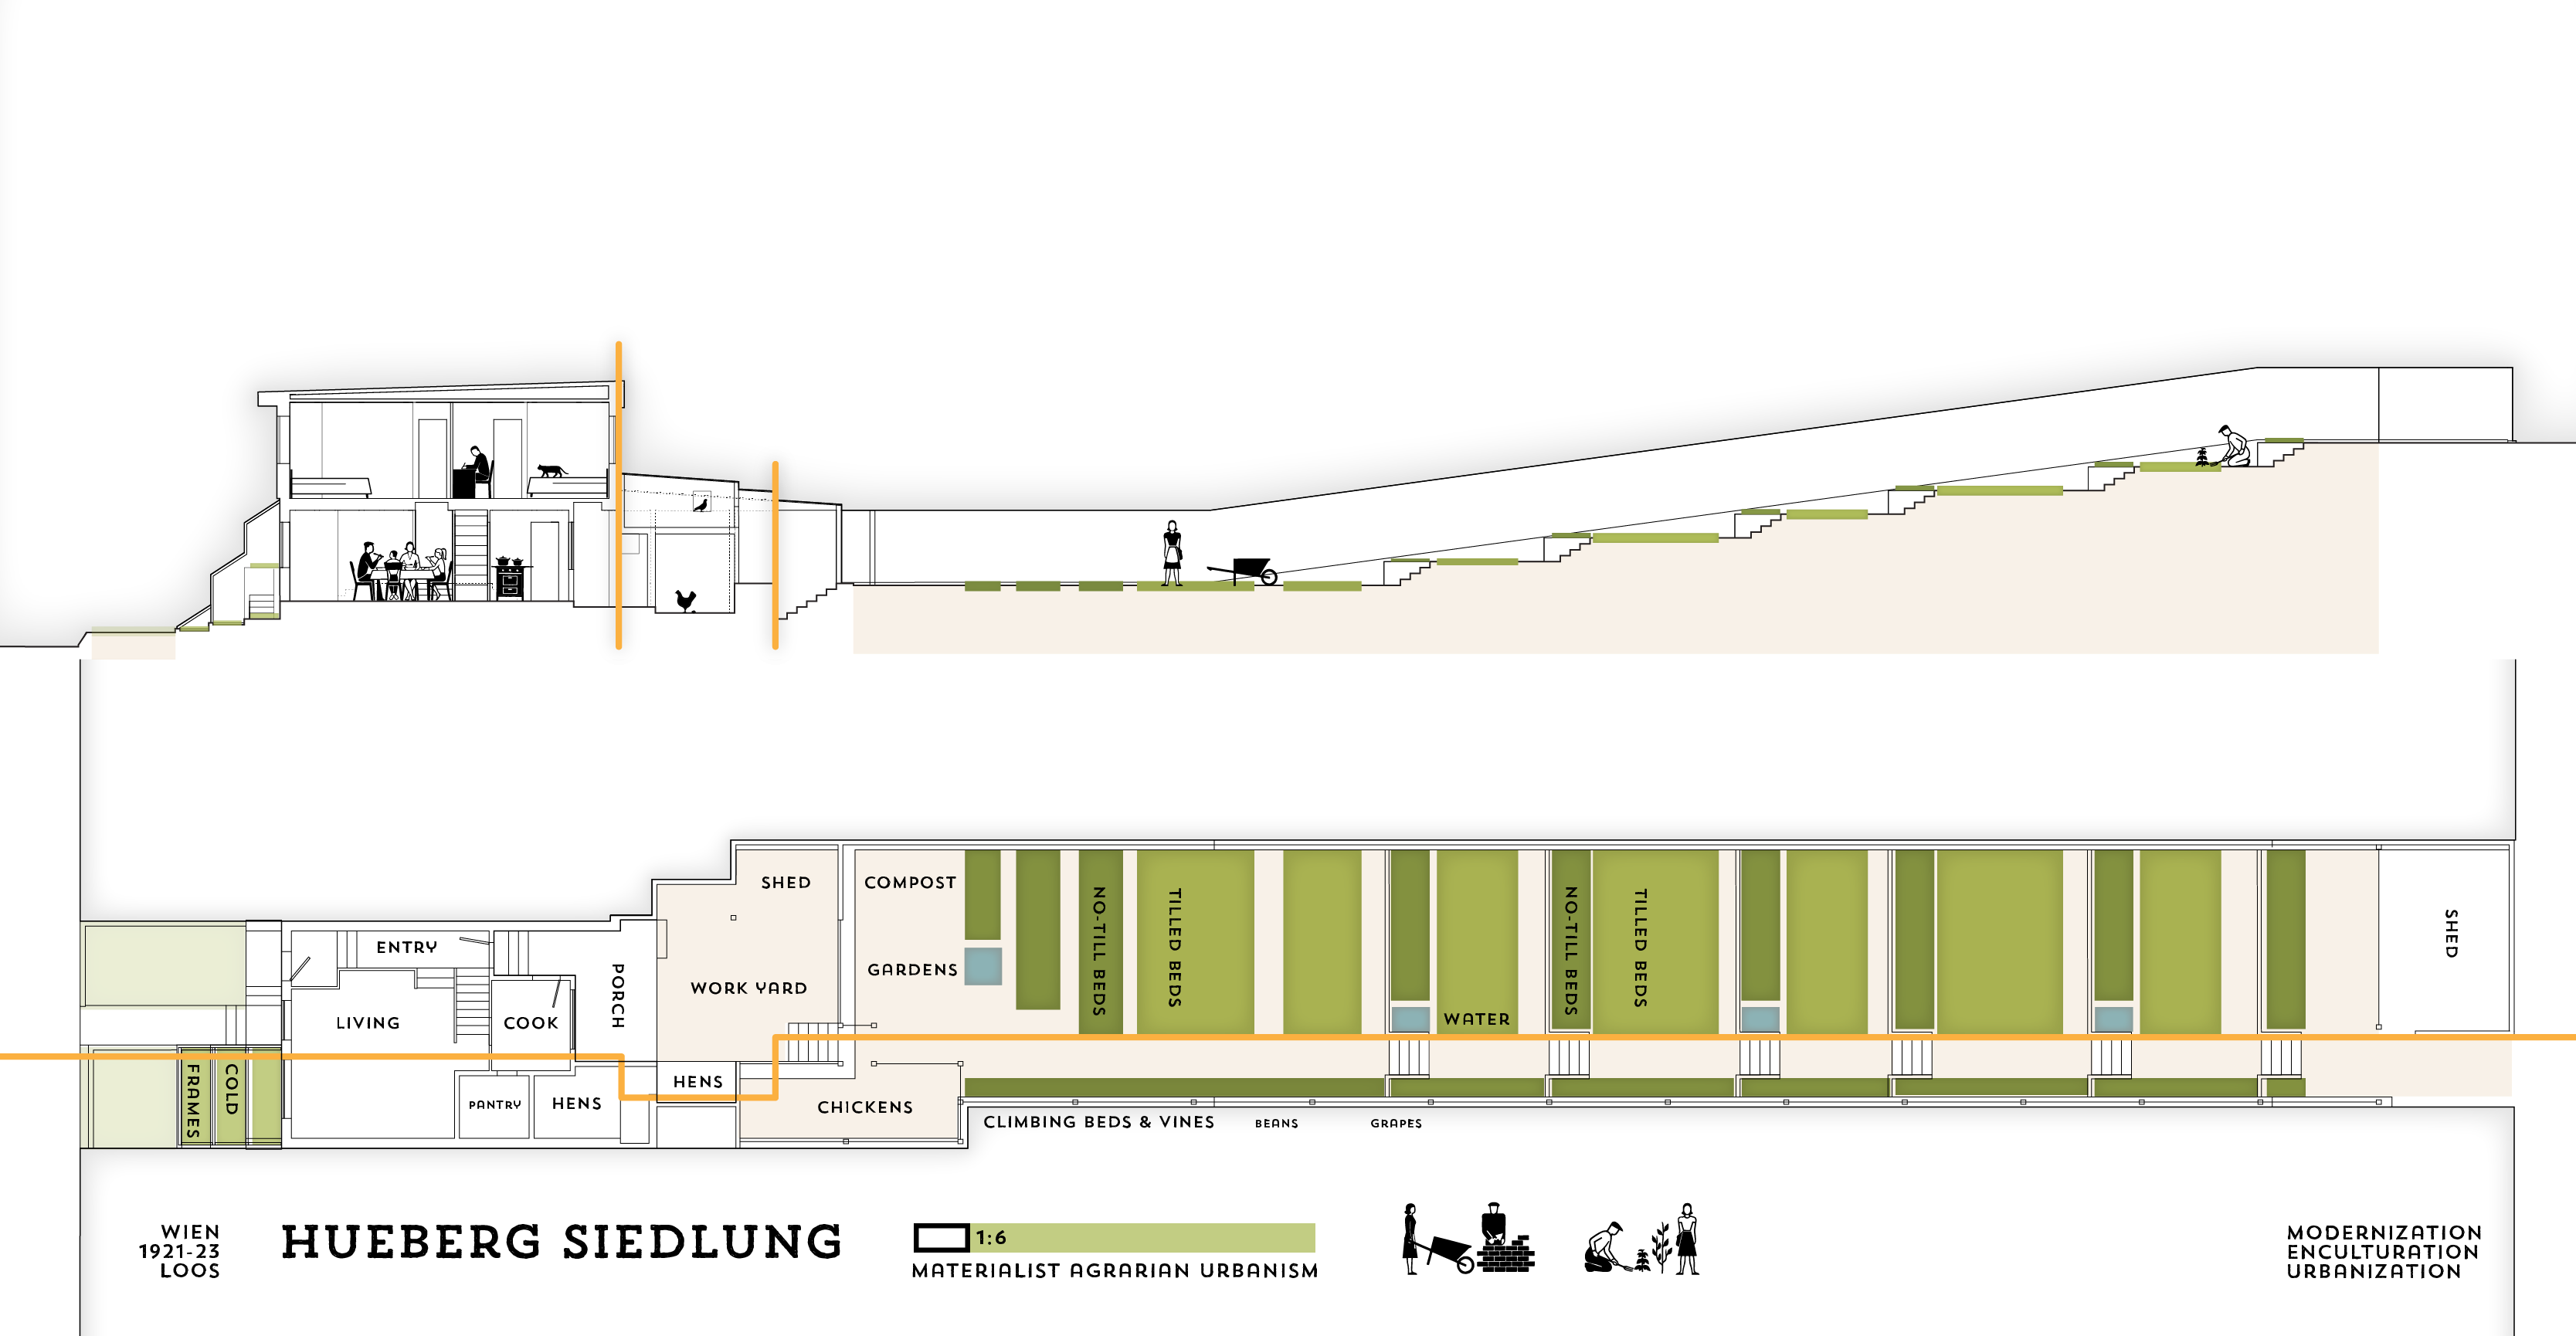 SHED
COMPOST
ENTRY
GARDENS
NO-TILL BEDS
TILLED BEDS
NO-TILL BEDS
TILLED BEDS
SHED
PORCH
WORK YARD
LIVING
COOK
WATER
FRAMES
COLD
HENS
PANTRY
HENS
CHICKENS
CLIMBING BEDS & VINES
BEANS
GRAPES
WIEN
1921-23
LOOS
HUEBERG SIEDLUNG
1:6
MATERIALIST AGRARIAN URBANISM
MODERNIZATION
ENCULTURATION
URBANIZATION